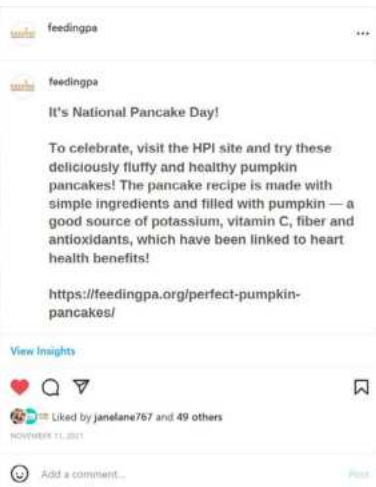 feedingpa
feedingpa
It's National Pancake Day!
To celebrate, visit the HPI site and try these
deliciously fluffy and healthy pumpkin
pancakes! The pancake recipe is made with
simple ingredients and filled with pumpkin — a
good source of potassium, vitamin C, fiber and
antioxidants, which have been linked to heart
health benefits!
https://feedingpa.org/perfect-pumpkin-
pancakes/
View Insights
Liked by janelane767 and 49 others
NOVEMBER 11, 2021
Add a comment...
Post